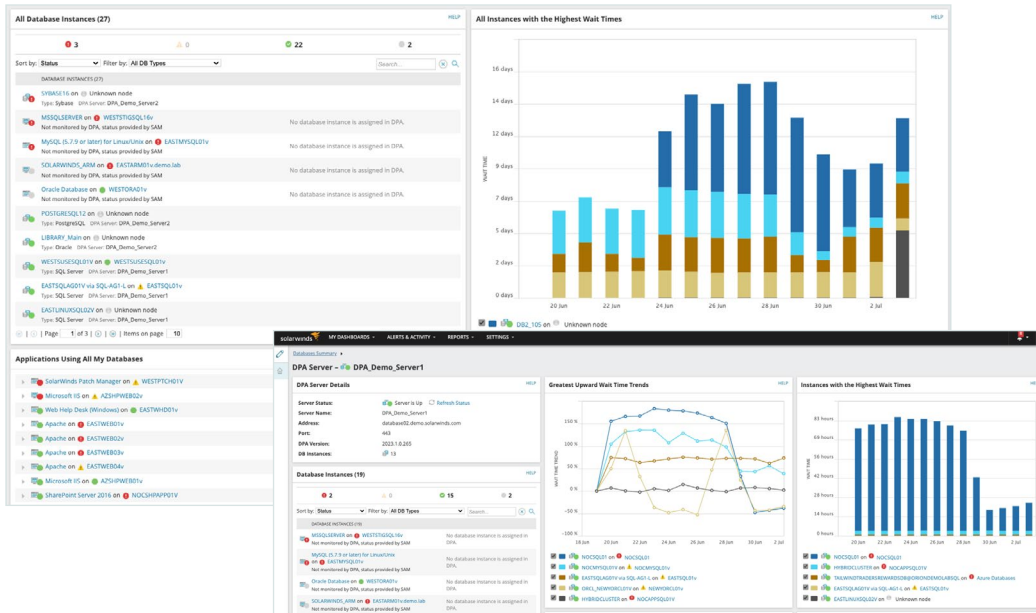 All Database Instances (27)
HELP
3
0
22
2
Sort by: Status Filter by: All DB Types Search...
DATABASE INSTANCES (27)
SYBASE16 on Unknown node
Type: Sybase DPA Server: DPA_Demo_Server2
MSSQLSERVER on WESTSTIGSQL16v
Not monitored by DPA, status provided by SAM
No database instance is assigned in DPA.
MySQL (5.7.9 or later) for Linux/Unix on EASTMYSQL01v
Not monitored by DPA, status provided by SAM
No database instance is assigned in DPA.
SOLARWINDS_ARM on EASTARM01v.demo.lab
Not monitored by DPA, status provided by SAM
No database instance is assigned in DPA.
Oracle Database on WESTORA01v
Not monitored by DPA, status provided by SAM
No database instance is assigned in DPA.
POSTGRESQL12 on Unknown node
Type: PostgreSQL DPA Server: DPA_Demo_Server2
LIBRARY_Main on Unknown node
Type: Oracle DPA Server: DPA_Demo_Server2
WESTSUSESQL01V on WESTSUSESQL01v
Type: SQL Server DPA Server: DPA_Demo_Server1
EASTSQLAG01V via SQL-AG1-L on EASTSQL01v
Type: SQL Server DPA Server: DPA_Demo_Server1
EASTLINUXSQL02V on Unknown node
Type: SQL Server DPA Server: DPA_Demo_Server1
Page 1 of 3 | Items on page 10
All Instances with the Highest Wait Times
HELP
16 days
14 days
12 days
9 days
7 days
5 days
2 days
0 days
WAIT TIME
20 Jun 22 Jun 24 Jun 26 Jun 28 Jun 30 Jun 2 Jul
DB2_105 on Unknown node
Applications Using All My Databases
SolarWinds Patch Manager on WESTPTCH01V
Microsoft IIS on AZSHPWEB02v
Web Help Desk (Windows) on EASTWHD01v
Apache on EASTWEB01v
Apache on EASTWEB02v
Apache on EASTWEB03v
Apache on EASTWEB04v
Microsoft IIS on AZSHPWEB01v
SharePoint Server 2016 on NOCSHPAPP01V
solarwinds MY DASHBOARDS ALERTS & ACTIVITY REPORTS SETTINGS
Databases Summary
DPA Server – DPA_Demo_Server1
DPA Server Details
HELP
Server Status: Server is Up Refresh Status
Server Name: DPA_Demo_Server1
Address: database02.demo.solarwinds.com
Port: 443
DPA Version: 2023.1.0.265
DB Instances: 13
Database Instances (19)
HELP
2
0
15
2
Sort by: Status Filter by: All DB Types Search...
DATABASE INSTANCES (19)
MSSQLSERVER on WESTSTIGSQL16v
Not monitored by DPA, status provided by SAM
No database instance is assigned in
DPA.
MySQL (5.7.9 or later) for Linux/Unix
on EASTMYSQL01v
Not monitored by DPA, status provided by SAM
No database instance is assigned in
DPA.
Oracle Database on WESTORA01v
Not monitored by DPA, status provided by SAM
No database instance is assigned in
DPA.
SOLARWINDS_ARM on EASTARM01v.demo.lab
Not monitored by DPA, status provided by SAM
No database instance is assigned in
DPA.
Greatest Upward Wait Time Trends
HELP
150 %
100 %
50 %
0 %
-50 %
-100 %
WAIT TIME TREND
18 Jun 20 Jun 22 Jun 24 Jun 26 Jun 28 Jun 30 Jun 2 Jul
NOCSQL01 on NOCSQL01
NOCMYSQL01V on NOCMYSQL01v
EASTSQLAG01V via SQL-AG1-L on EASTSQL01v
ORCL_NEWYORCL01V on NEWYORCL01v
HYBRIDCLUSTER on NOCAPPSQL01V
Instances with the Highest Wait Times
83 hours
69 hours
56 hours
42 hours
28 hours
14 hours
0 hours
WAIT TIME
20 Jun 22 Jun 24 Jun 26 Jun 28 Jun 30 Jun 2 Jul
NOCSQL01 on NOCSQL01
HYBRIDCLUSTER on NOCAPPSQL01V
Azure Databases
EASTSQLAG01V via SQL-AG1-L on EASTSQL01v
EASTLINUXSQL02V on Unknown node